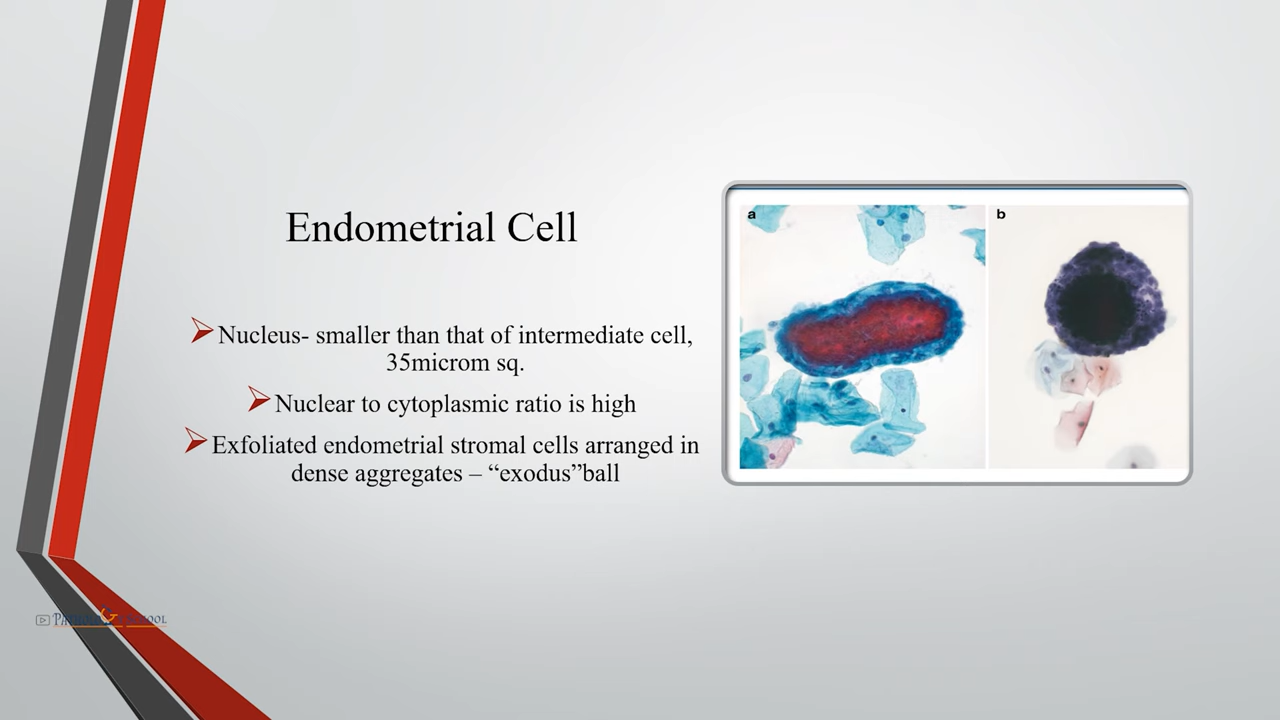 Endometrial Cell
Nucleus- smaller than that of intermediate cell,
35microm sq.
Nuclear to cytoplasmic ratio is high
Exfoliated endometrial stromal cells arranged in
dense aggregates – “exodus”ball
a
b